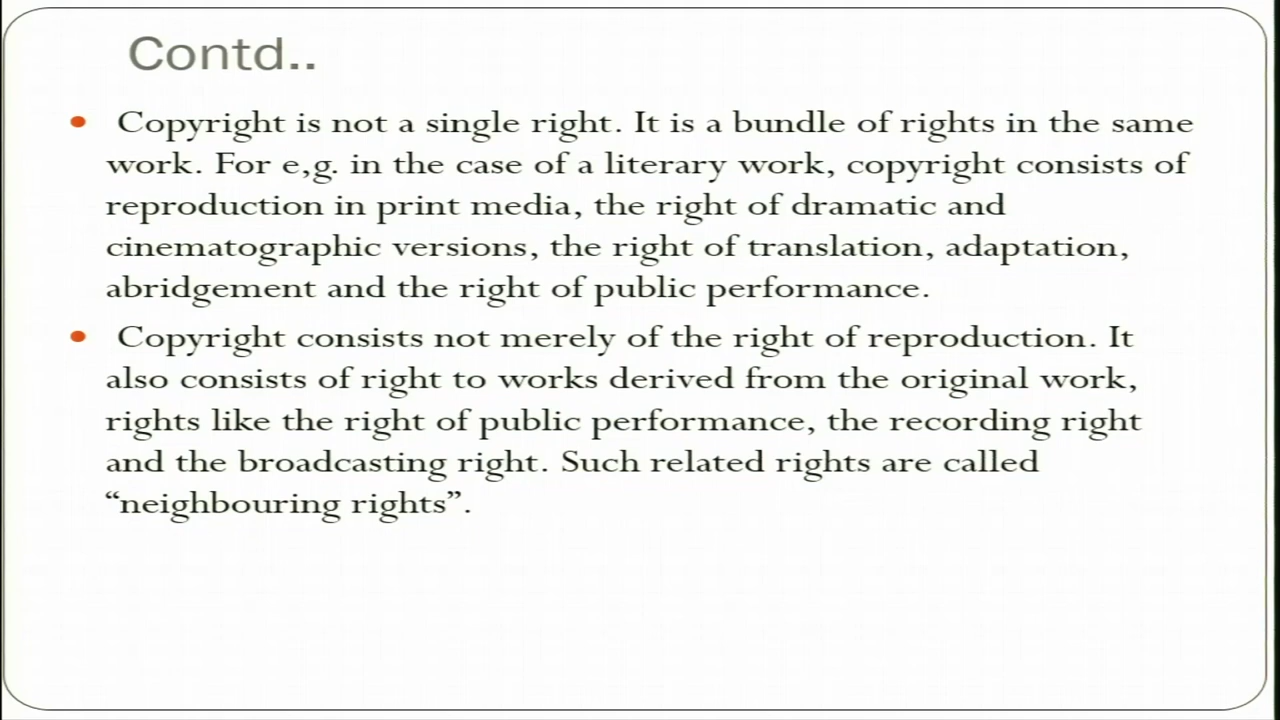 Contd..
Copyright is not a single right. It is a bundle of rights in the same
work. For e,g. in the case of a literary work, copyright consists of
reproduction in print media, the right of dramatic and
cinematographic versions, the right of translation, adaptation,
abridgement and the right of public performance.
Copyright consists not merely of the right of reproduction. It
also consists of right to works derived from the original work,
rights like the right of public performance, the recording right
and the broadcasting right. Such related rights are called
“neighbouring rights”.